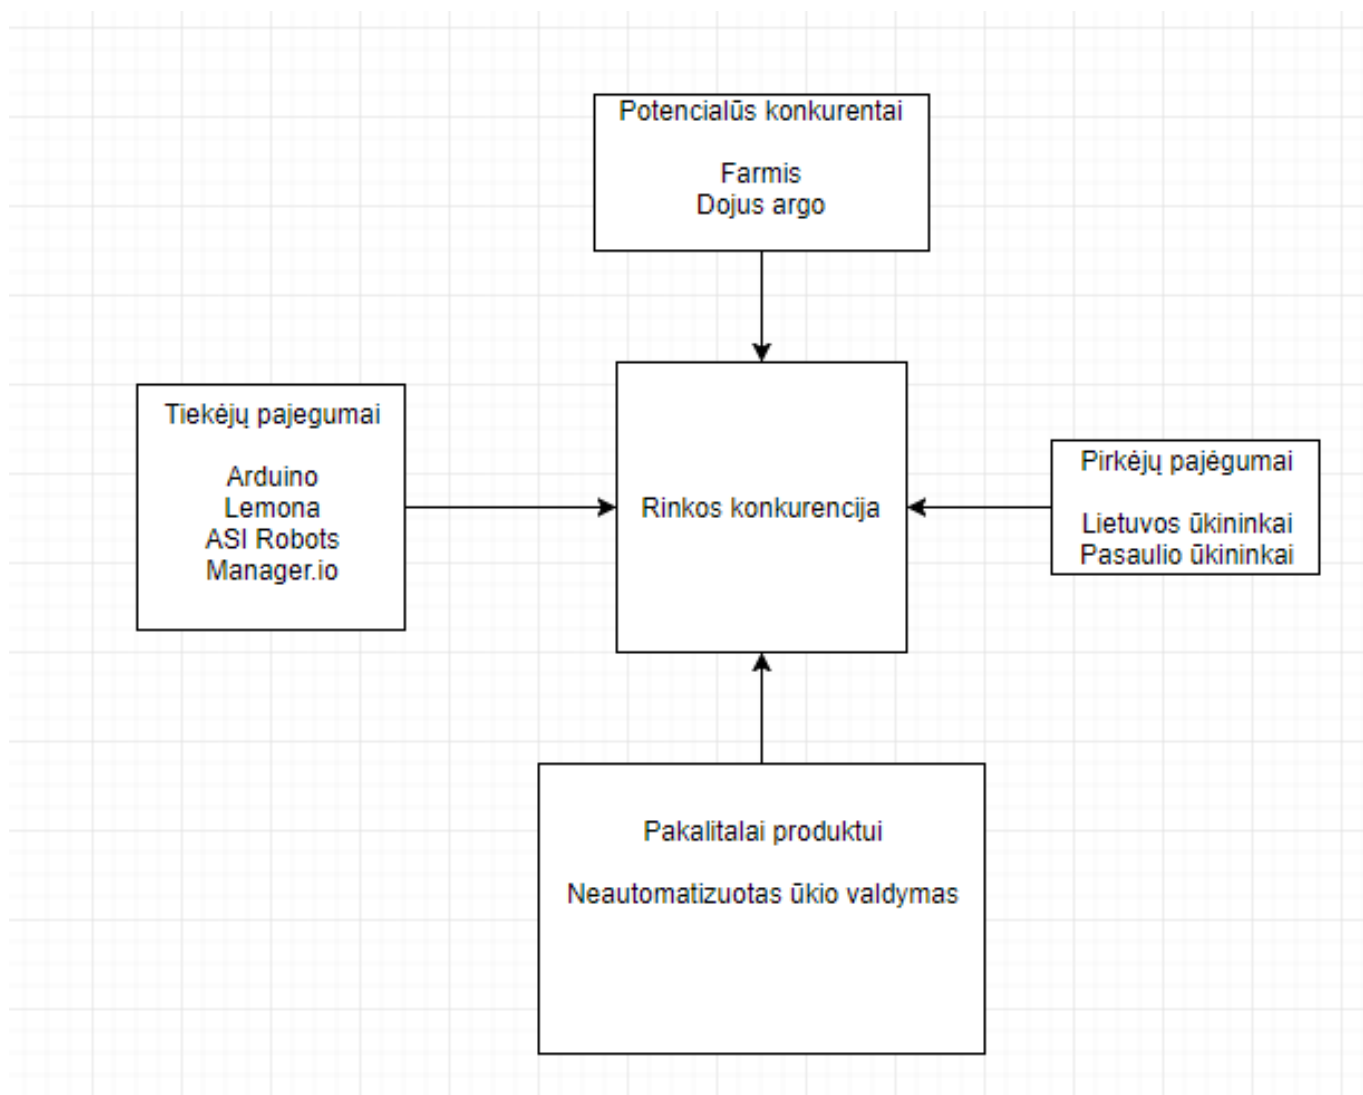 Potencialūs konkurentai
Farmis
Dojus argo
Tiekėjų pajegumai
Arduino
Lemona
ASI Robots
Manager.io
Rinkos konkurencija
Pirkėjų pajėgumai
Lietuvos ūkininkai
Pasaulio ūkininkai
Pakalitalai produktui
Neautomatizuotas ūkio valdymas